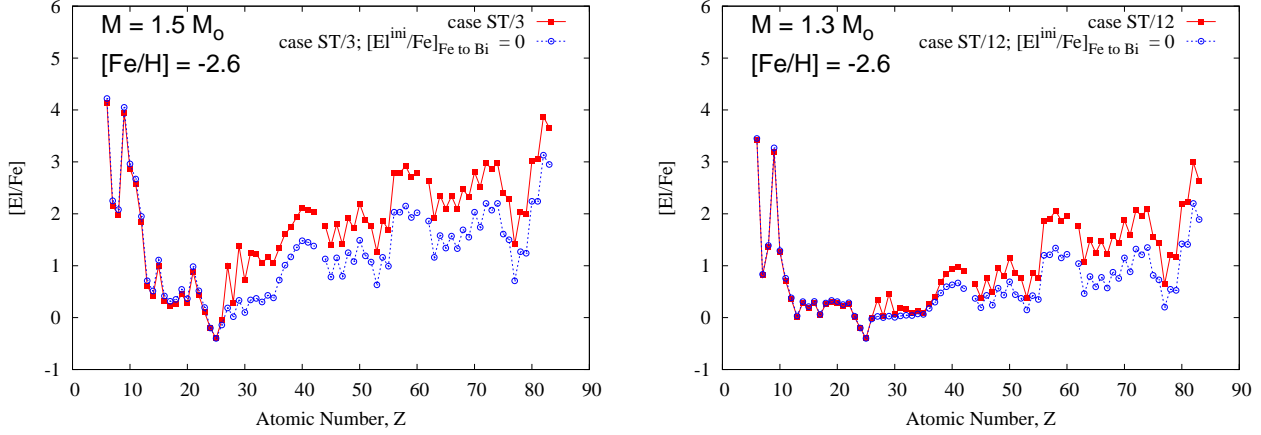 M = 1.5 M_o
[Fe/H] = -2.6
case ST/3
case ST/3; [El^ini/Fe]_Fe to Bi = 0
[El/Fe]
6
5
4
3
2
1
0
-1
0 10 20 30 40 50 60 70 80 90
Atomic Number, Z
M = 1.3 M_o
[Fe/H] = -2.6
case ST/12
case ST/12; [El^ini/Fe]_Fe to Bi = 0
[El/Fe]
6
5
4
3
2
1
0
-1
0 10 20 30 40 50 60 70 80 90
Atomic Number, Z